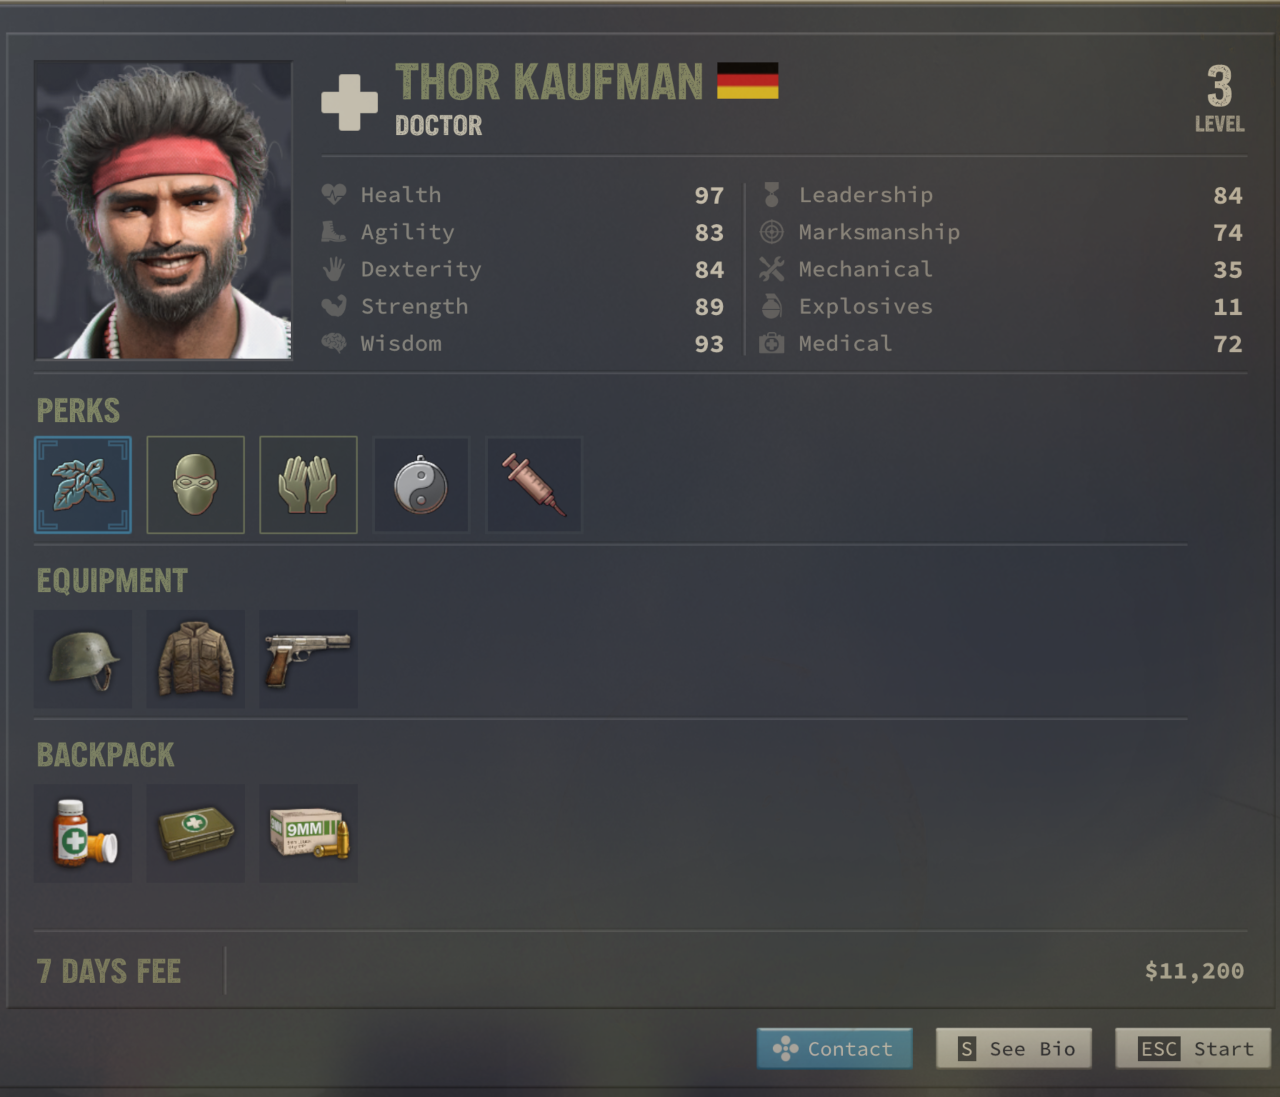 THOR KAUFMAN
DOCTOR
3
LEVEL
Health 97
Agility 83
Dexterity 84
Strength 89
Wisdom 93
Leadership 84
Marksmanship 74
Mechanical 35
Explosives 11
Medical 72
PERKS
EQUIPMENT
BACKPACK
9MM
7 DAYS FEE $11,200
Contact
S See Bio
ESC Start